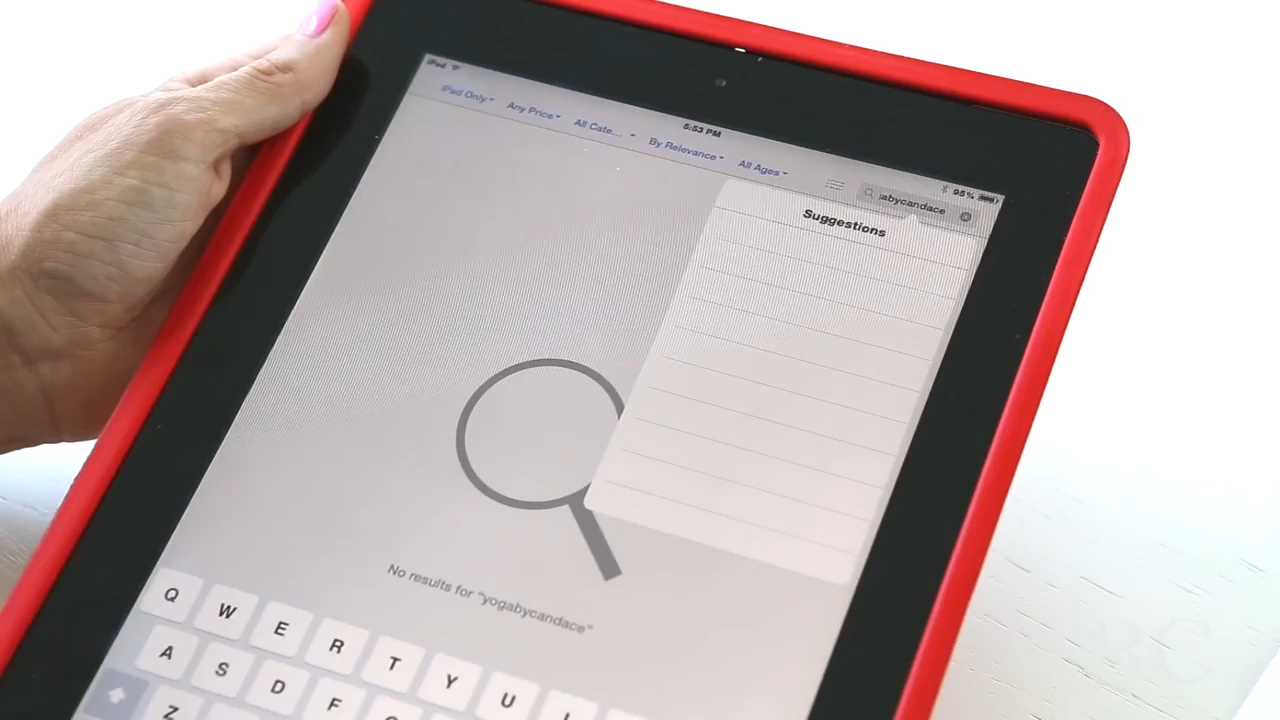 iPad
5:53 PM
95%
iPad Only
Any Price
All Cate...
By Relevance
All Ages
abycandace
Suggestions
No results for "yogabycandace"
Q W E R T Y U
A S D F
Z